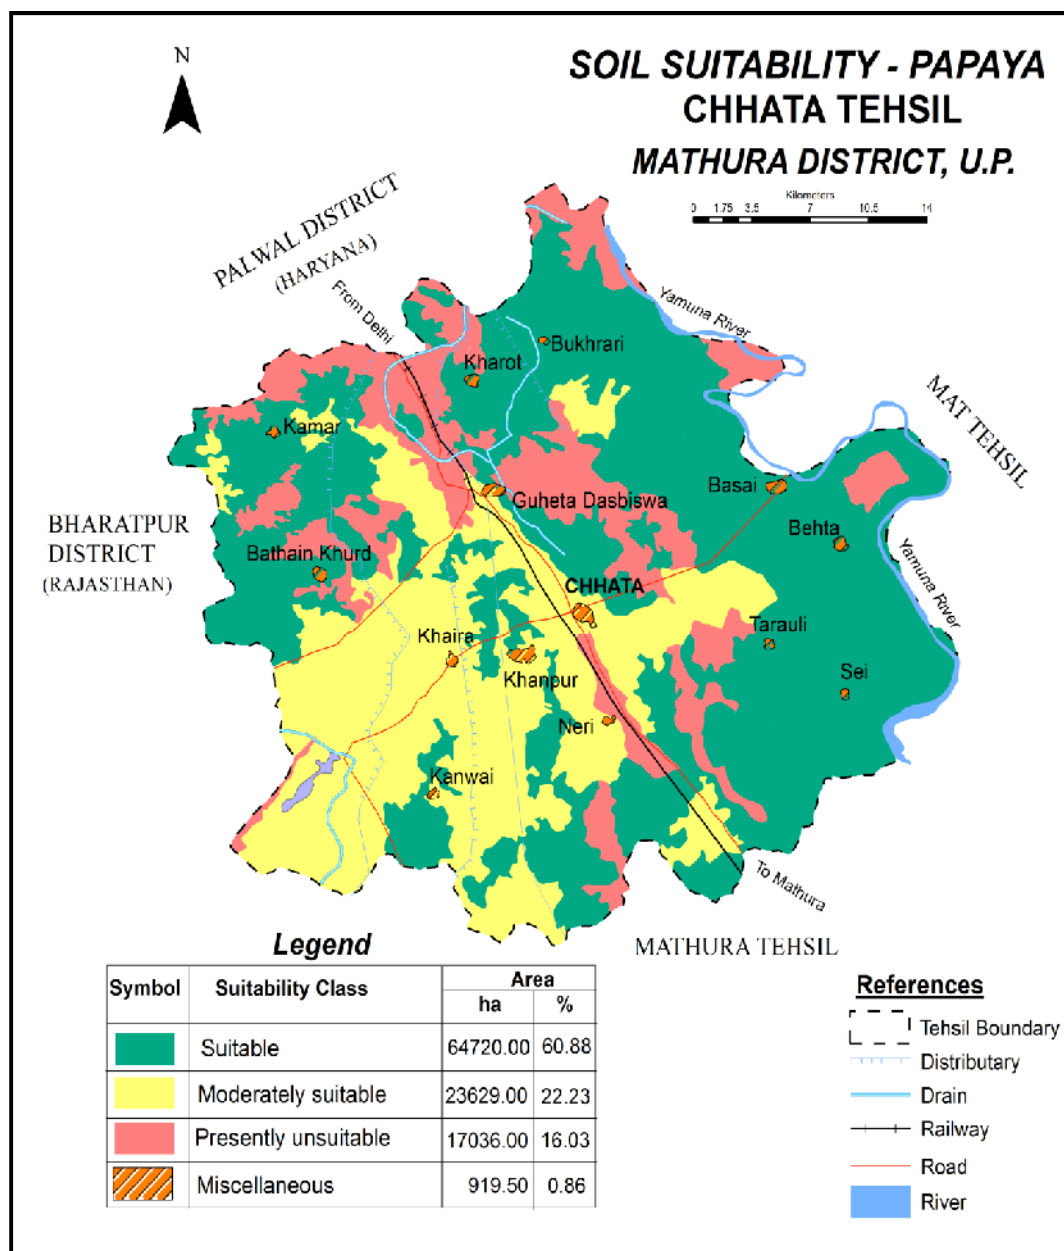 N
SOIL SUITABILITY - PAPAYA
CHHATA TEHSIL
MATHURA DISTRICT, U.P.
Kilometers
0 1.75 3.5 7 10.5 14
PALWAL DISTRICT
(HARYANA)
From Delhi
Yamuna River
Bukhrari
Kharot
MAT TEHSIL
Kamar
Basai
Guheta Dasbiswa
BHARATPUR
DISTRICT
(RAJASTHAN)
Behta
Bathain Khurd
Yamuna River
CHHATA
Tarauli
Khaira
Khanpur
Sei
Neri
Kanwai
To Mathura
MATHURA TEHSIL
Legend
Symbol Suitability Class Area
ha %
Suitable 64720.00 60.88
Moderately suitable 23629.00 22.23
Presently unsuitable 17036.00 16.03
Miscellaneous 919.50 0.86
References
Tehsil Boundary
Distributary
Drain
Railway
Road
River